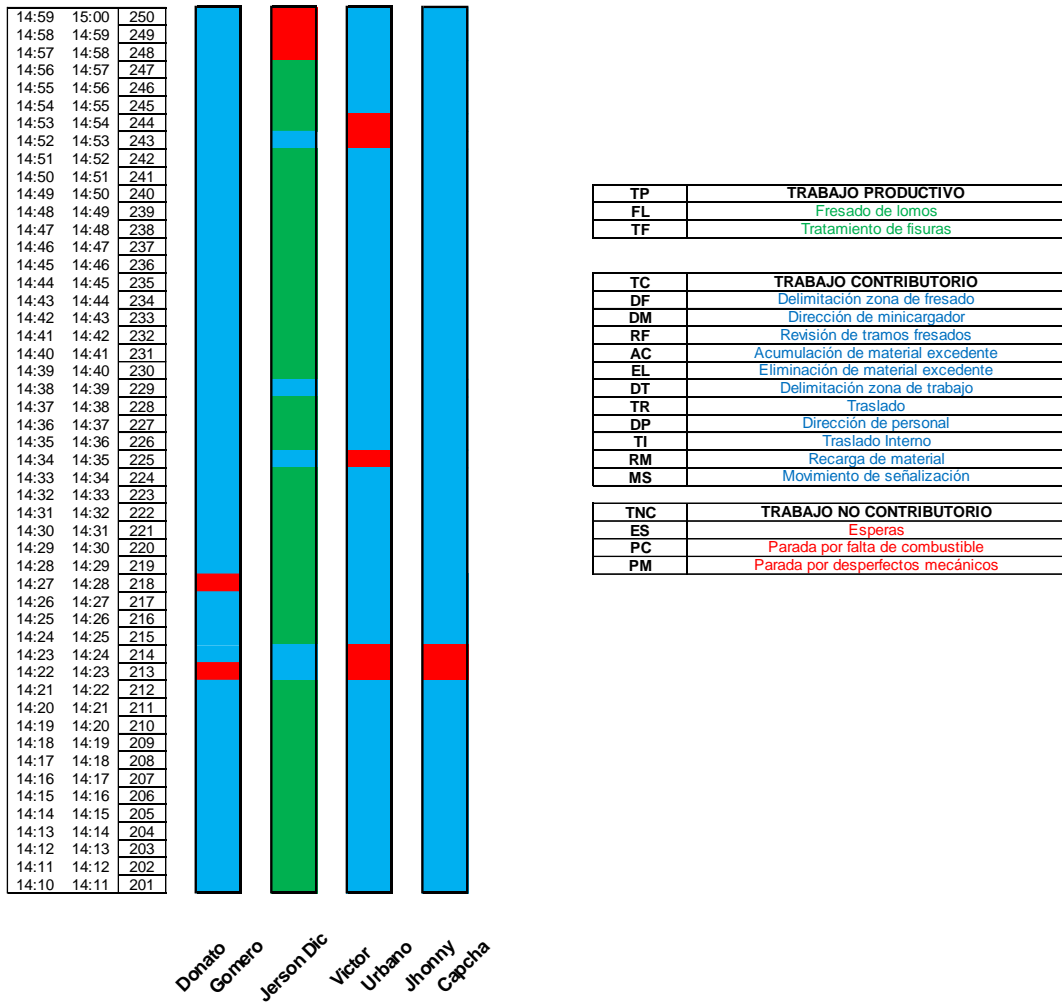 14:59 15:00 250
14:58 14:59 249
14:57 14:58 248
14:56 14:57 247
14:55 14:56 246
14:54 14:55 245
14:53 14:54 244
14:52 14:53 243
14:51 14:52 242
14:50 14:51 241
14:49 14:50 240
14:48 14:49 239
14:47 14:48 238
14:46 14:47 237
14:45 14:46 236
14:44 14:45 235
14:43 14:44 234
14:42 14:43 233
14:41 14:42 232
14:40 14:41 231
14:39 14:40 230
14:38 14:39 229
14:37 14:38 228
14:36 14:37 227
14:35 14:36 226
14:34 14:35 225
14:33 14:34 224
14:32 14:33 223
14:31 14:32 222
14:30 14:31 221
14:29 14:30 220
14:28 14:29 219
14:27 14:28 218
14:26 14:27 217
14:25 14:26 216
14:24 14:25 215
14:23 14:24 214
14:22 14:23 213
14:21 14:22 212
14:20 14:21 211
14:19 14:20 210
14:18 14:19 209
14:17 14:18 208
14:16 14:17 207
14:15 14:16 206
14:14 14:15 205
14:13 14:14 204
14:12 14:13 203
14:11 14:12 202
14:10 14:11 201
Donato
Gomero
Jerson Dic
Victor
Urbano
Jhonny
Capcha
TP TRABAJO PRODUCTIVO
FL Fresado de lomos
TF Tratamiento de fisuras
TC TRABAJO CONTRIBUTORIO
DF Delimitación zona de fresado
DM Dirección de minicargador
RF Revisión de tramos fresados
AC Acumulación de material excedente
EL Eliminación de material excedente
DT Delimitación zona de trabajo
TR Traslado
DP Dirección de personal
TI Traslado Interno
RM Recarga de material
MS Movimiento de señalización
TNC TRABAJO NO CONTRIBUTORIO
ES Esperas
PC Parada por falta de combustible
PM Parada por desperfectos mecánicos